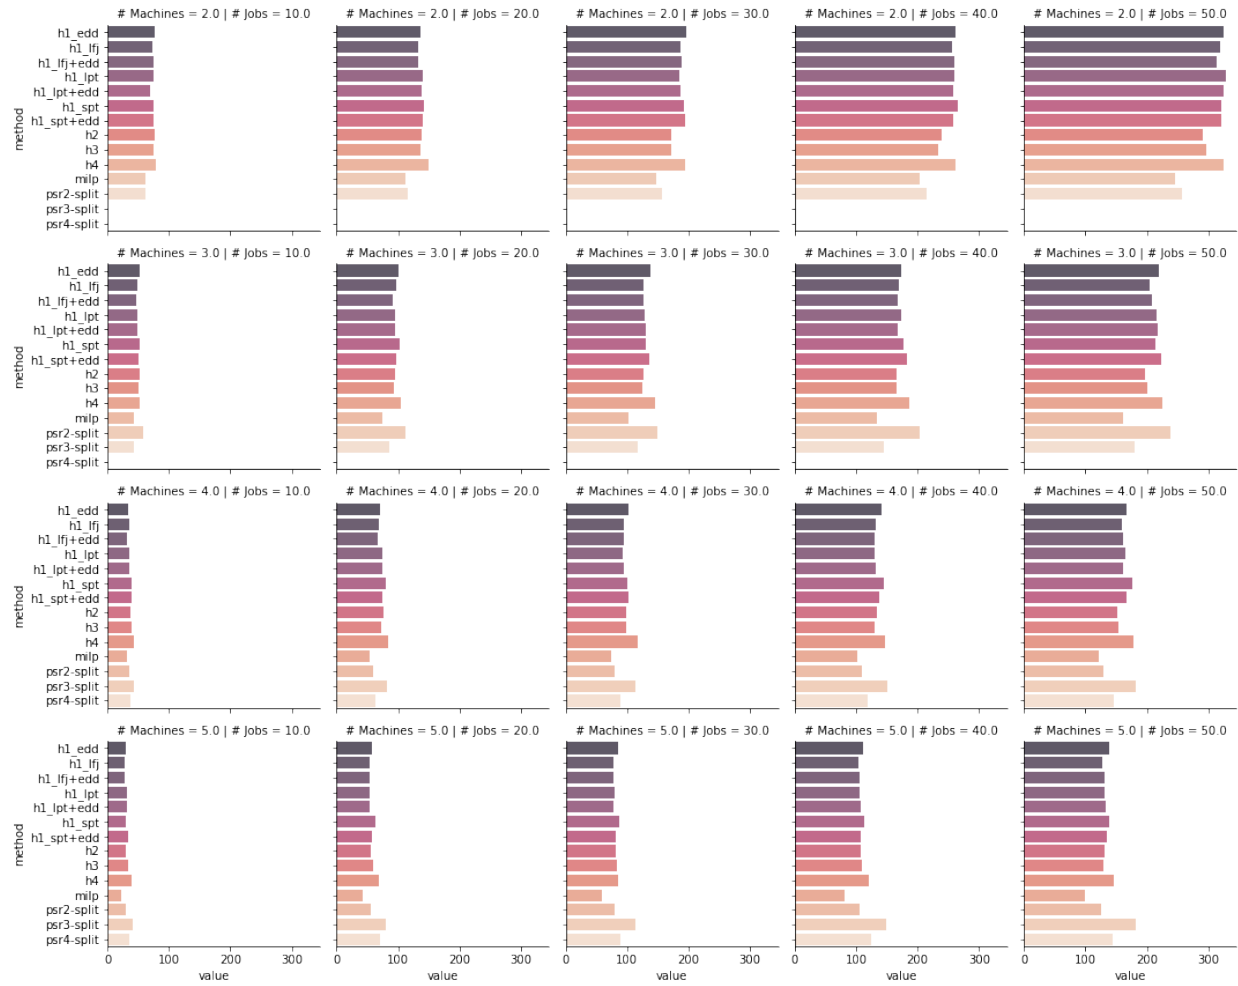 # Machines = 2.0 | # Jobs = 10.0
# Machines = 2.0 | # Jobs = 20.0
# Machines = 2.0 | # Jobs = 30.0
# Machines = 2.0 | # Jobs = 40.0
# Machines = 2.0 | # Jobs = 50.0
method
h1_edd
h1_lfj
h1_lfj+edd
h1_lpt
h1_lpt+edd
h1_spt
h1_spt+edd
h2
h3
h4
milp
psr2-split
psr3-split
psr4-split
# Machines = 3.0 | # Jobs = 10.0
# Machines = 3.0 | # Jobs = 20.0
# Machines = 3.0 | # Jobs = 30.0
# Machines = 3.0 | # Jobs = 40.0
# Machines = 3.0 | # Jobs = 50.0
method
h1_edd
h1_lfj
h1_lfj+edd
h1_lpt
h1_lpt+edd
h1_spt
h1_spt+edd
h2
h3
h4
milp
psr2-split
psr3-split
psr4-split
# Machines = 4.0 | # Jobs = 10.0
# Machines = 4.0 | # Jobs = 20.0
# Machines = 4.0 | # Jobs = 30.0
# Machines = 4.0 | # Jobs = 40.0
# Machines = 4.0 | # Jobs = 50.0
method
h1_edd
h1_lfj
h1_lfj+edd
h1_lpt
h1_lpt+edd
h1_spt
h1_spt+edd
h2
h3
h4
milp
psr2-split
psr3-split
psr4-split
# Machines = 5.0 | # Jobs = 10.0
# Machines = 5.0 | # Jobs = 20.0
# Machines = 5.0 | # Jobs = 30.0
# Machines = 5.0 | # Jobs = 40.0
# Machines = 5.0 | # Jobs = 50.0
method
h1_edd
h1_lfj
h1_lfj+edd
h1_lpt
h1_lpt+edd
h1_spt
h1_spt+edd
h2
h3
h4
milp
psr2-split
psr3-split
psr4-split
0 100 200 300
0 100 200 300
0 100 200 300
0 100 200 300
0 100 200 300
value
value
value
value
value